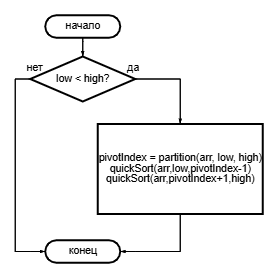 начало
нет
low < high?
да
pivotIndex = partition(arr, low, high)
quickSort(arr,low,pivotIndex-1)
quickSort(arr,pivotIndex+1,high)
конец